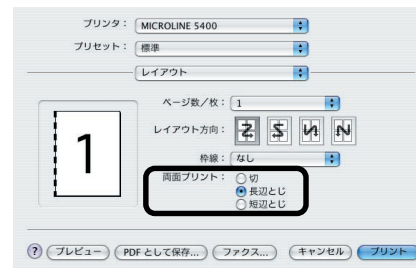 プリンタ： MICROLINE 5400
プリセット： 標準
レイアウト
ページ数／枚： 1
レイアウト方向：
枠線： なし
両面プリント： 切
長辺とじ
短辺とじ
1
? プレビュー PDF として保存... ファクス... キャンセル プリント